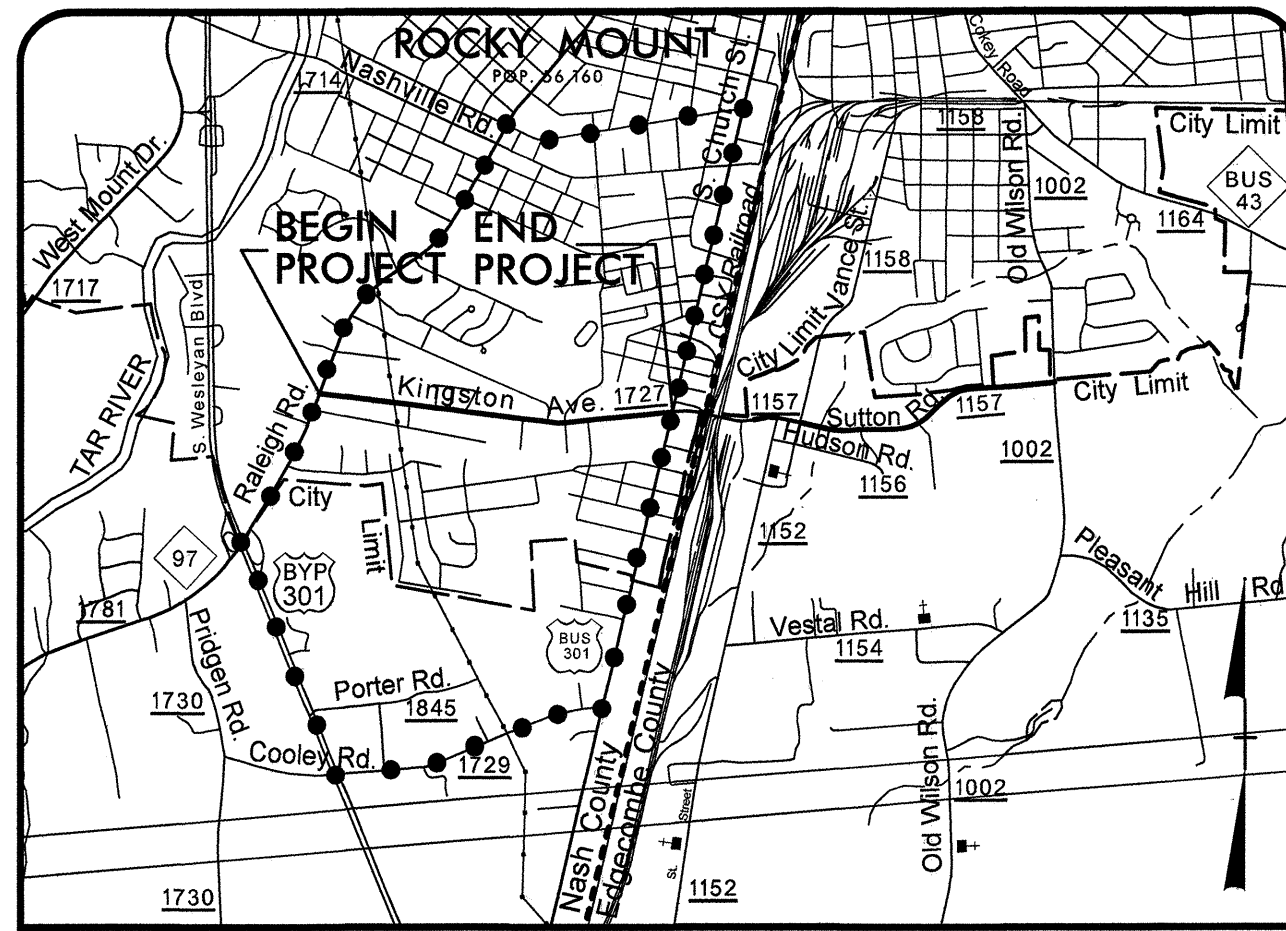 ROCKY MOUNT
POP. 56,160
1714
Nashville Rd.
S. Church St.
Cokey Road
1158
City Limit
BUS
43
West Mount Dr.
Old Wilson Rd.
1002
1164
BEGIN
PROJECT
END
PROJECT
CSX Railroad
Vance St.
1158
1717
S. Wesleyan Blvd
City Limit
TAR RIVER
Raleigh Rd.
Kingston Ave.
1727
1157
Sutton Rd.
1157
City Limit
Hudson Rd.
1156
1002
City
Limit
1152
97
BYP
301
Pleasant Hill Rd
1135
1781
Pridgen Rd.
BUS
301
Vestal Rd.
1154
1730
Porter Rd.
1845
Cooley Rd.
1729
Nash County
Edgecombe County
Old Wilson Rd.
1002
St.
Street
1730
1152